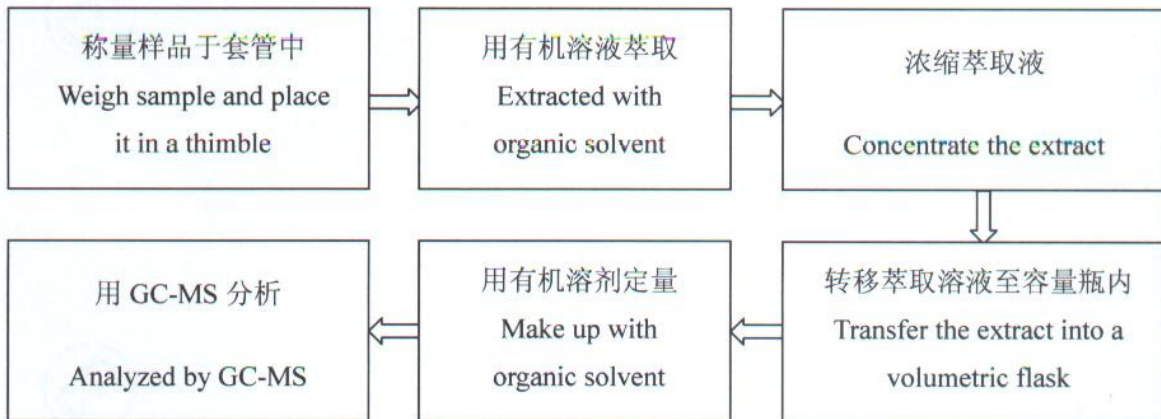 称量样品于套管中
Weigh sample and place
it in a thimble
用有机溶液萃取
Extracted with
organic solvent
浓缩萃取液
Concentrate the extract
转移萃取溶液至容量瓶内
Transfer the extract into a
volumetric flask
用有机溶剂定量
Make up with
organic solvent
用 GC-MS 分析
Analyzed by GC-MS